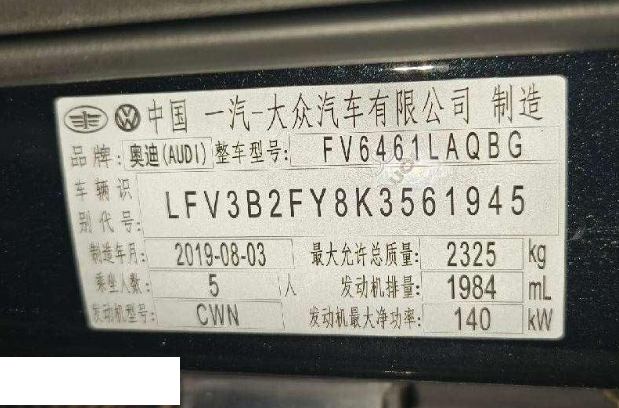 中国 一汽-大众汽车有限公司 制造
品牌: 奥迪(AUDI) 整车型号: FV6461LAQBG
车辆识别代号: LFV3B2FY8K3561945
制造年月: 2019-08-03 最大允许总质量: 2325 kg
乘坐人数: 5 人 发动机排量: 1984 mL
发动机型号: CWN 发动机最大净功率: 140 kW